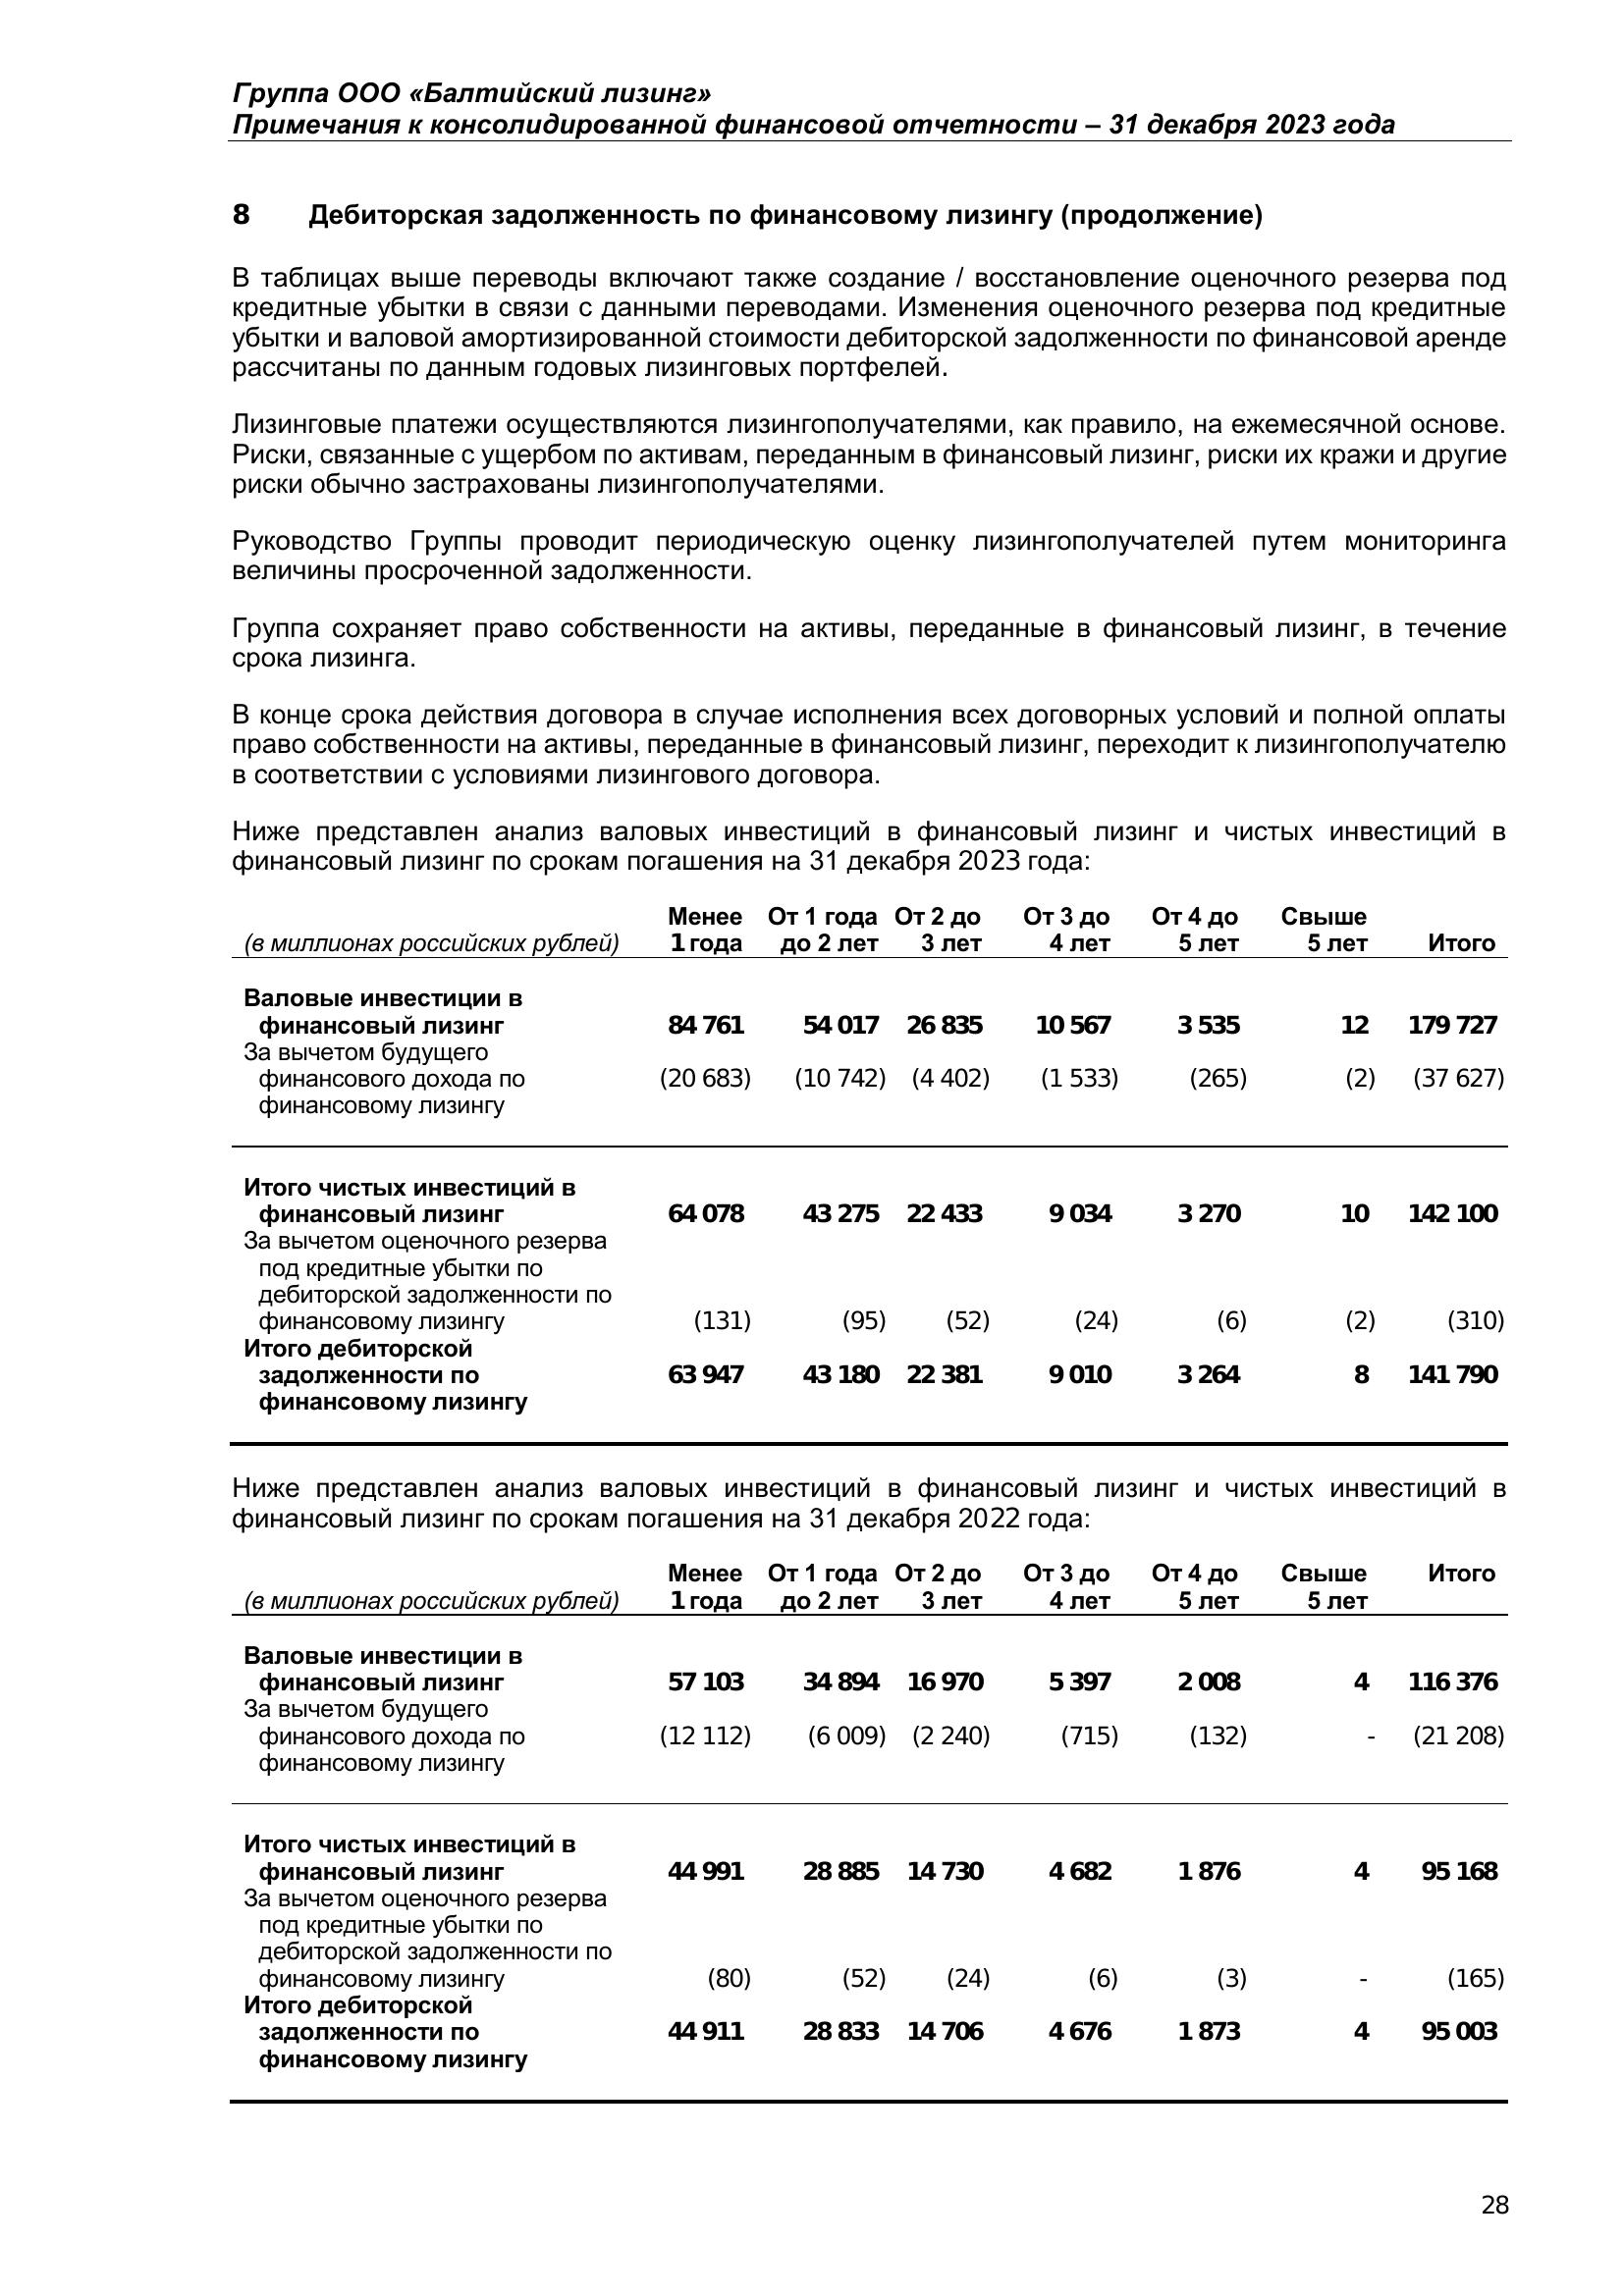 Группа ООО «Балтийский лизинг»
Примечания к консолидированной финансовой отчетности – 31 декабря 2023 года
8 Дебиторская задолженность по финансовому лизингу (продолжение)
В таблицах выше переводы включают также создание / восстановление оценочного резерва под
кредитные убытки в связи с данными переводами. Изменения оценочного резерва под кредитные
убытки и валовой амортизированной стоимости дебиторской задолженности по финансовой аренде
рассчитаны по данным годовых лизинговых портфелей.
Лизинговые платежи осуществляются лизингополучателями, как правило, на ежемесячной основе.
Риски, связанные с ущербом по активам, переданным в финансовый лизинг, риски их кражи и другие
риски обычно застрахованы лизингополучателями.
Руководство Группы проводит периодическую оценку лизингополучателей путем мониторинга
величины просроченной задолженности.
Группа сохраняет право собственности на активы, переданные в финансовый лизинг, в течение
срока лизинга.
В конце срока действия договора в случае исполнения всех договорных условий и полной оплаты
право собственности на активы, переданные в финансовый лизинг, переходит к лизингополучателю
в соответствии с условиями лизингового договора.
Ниже представлен анализ валовых инвестиций в финансовый лизинг и чистых инвестиций в
финансовый лизинг по срокам погашения на 31 декабря 2023 года:
Менее От 1 года От 2 до От 3 до От 4 до Свыше
(в миллионах российских рублей) 1 года до 2 лет 3 лет 4 лет 5 лет 5 лет Итого
Валовые инвестиции в
финансовый лизинг 84 761 54 017 26 835 10 567 3 535 12 179 727
За вычетом будущего
финансового дохода по (20 683) (10 742) (4 402) (1 533) (265) (2) (37 627)
финансовому лизингу
Итого чистых инвестиций в
финансовый лизинг 64 078 43 275 22 433 9 034 3 270 10 142 100
За вычетом оценочного резерва
под кредитные убытки по
дебиторской задолженности по
финансовому лизингу (131) (95) (52) (24) (6) (2) (310)
Итого дебиторской
задолженности по 63 947 43 180 22 381 9 010 3 264 8 141 790
финансовому лизингу
Ниже представлен анализ валовых инвестиций в финансовый лизинг и чистых инвестиций в
финансовый лизинг по срокам погашения на 31 декабря 2022 года:
Менее От 1 года От 2 до От 3 до От 4 до Свыше Итого
(в миллионах российских рублей) 1 года до 2 лет 3 лет 4 лет 5 лет 5 лет
Валовые инвестиции в
финансовый лизинг 57 103 34 894 16 970 5 397 2 008 4 116 376
За вычетом будущего
финансового дохода по (12 112) (6 009) (2 240) (715) (132) - (21 208)
финансовому лизингу
Итого чистых инвестиций в
финансовый лизинг 44 991 28 885 14 730 4 682 1 876 4 95 168
За вычетом оценочного резерва
под кредитные убытки по
дебиторской задолженности по
финансовому лизингу (80) (52) (24) (6) (3) - (165)
Итого дебиторской
задолженности по 44 911 28 833 14 706 4 676 1 873 4 95 003
финансовому лизингу
28